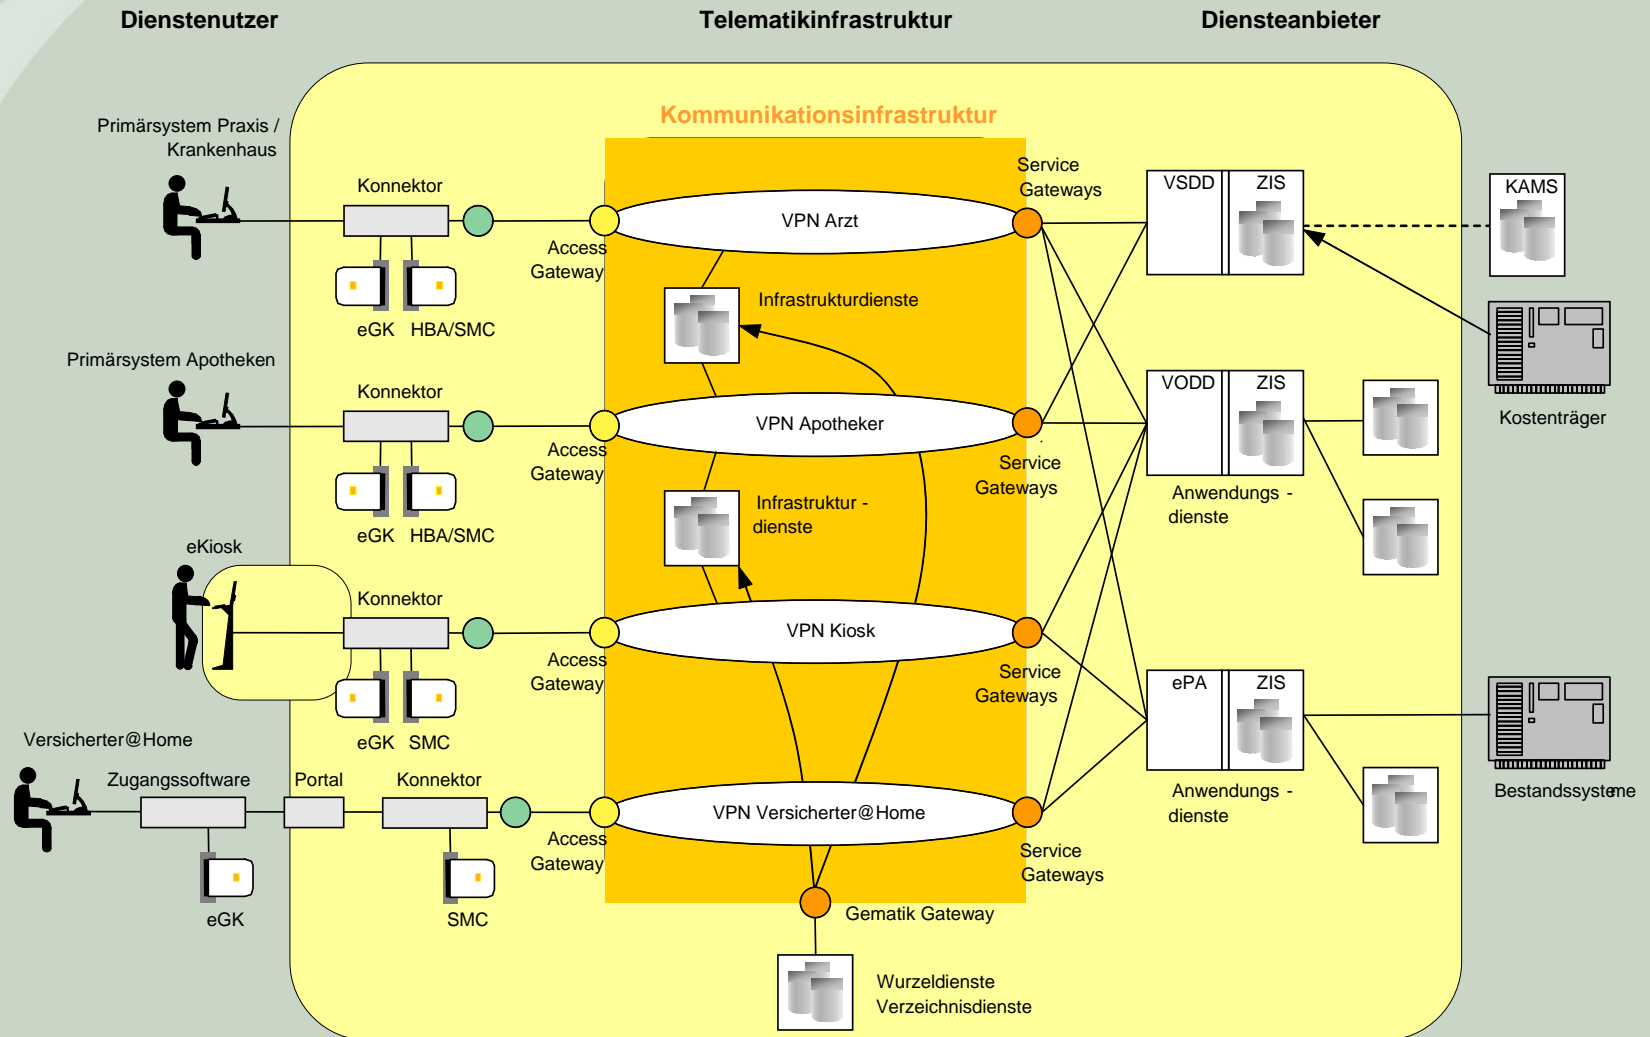 Dienstenutzer
Telematikinfrastruktur
Diensteanbieter
Kommunikationsinfrastruktur
Primärsystem Praxis /
Krankenhaus
Konnektor
eGK
HBA/SMC
Access
Gateway
VPN Arzt
Service
Gateways
VSDD
ZIS
KAMS
Infrastrukturdienste
Kostenträger
Primärsystem Apotheken
Konnektor
eGK
HBA/SMC
Access
Gateway
VPN Apotheker
Service
Gateways
VODD
ZIS
Anwendungs -
dienste
Infrastruktur -
dienste
eKiosk
Konnektor
eGK
SMC
Access
Gateway
VPN Kiosk
Service
Gateways
ePA
ZIS
Anwendungs -
dienste
Bestandssysteme
Versicherter@Home
Zugangssoftware
Portal
Konnektor
eGK
SMC
Access
Gateway
VPN Versicherter@Home
Service
Gateways
Gematik Gateway
Wurzeldienste
Verzeichnisdienste